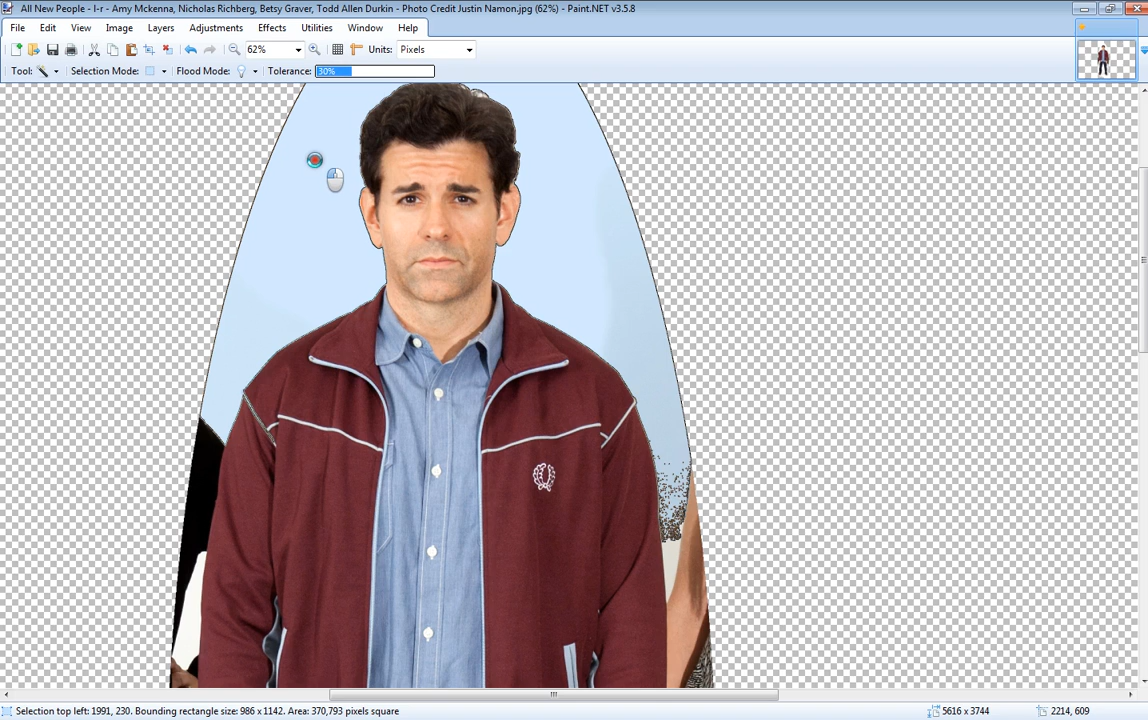 All New People - l-r - Amy Mckenna, Nicholas Richberg, Betsy Graver, Todd Allen Durkin - Photo Credit Justin Namon.jpg (62%) - Paint.NET v3.5.8
File Edit View Image Layers Adjustments Effects Utilities Window Help
62% Units: Pixels
Tool: Selection Mode: Flood Mode: Tolerance: 30%
Selection top left: 1991, 230. Bounding rectangle size: 986 x 1142. Area: 370,793 pixels square 5616 x 3744 2214, 609